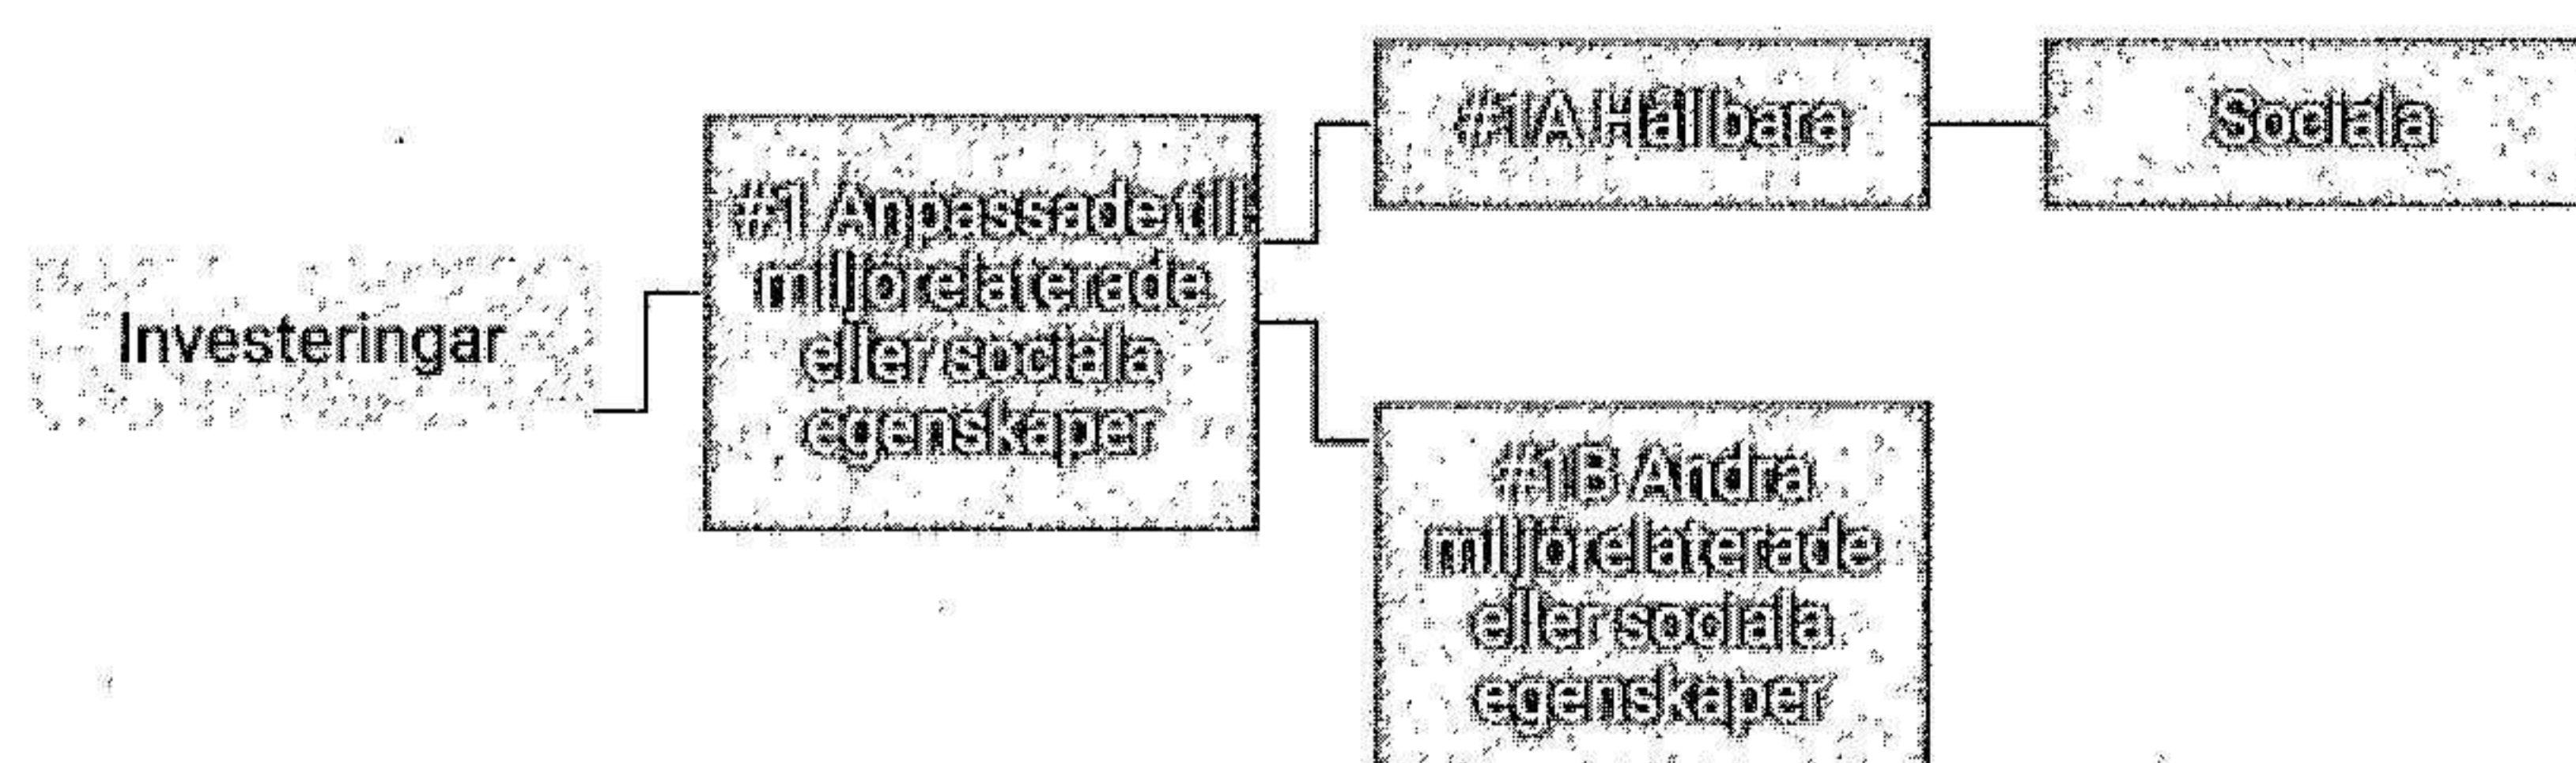 Investeringar
#1 Anpassade till
miljörelaterade
eller sociala
egenskaper
#1A Hållbara
Sociala
#1B Andra
miljörelaterade
eller sociala
egenskaper